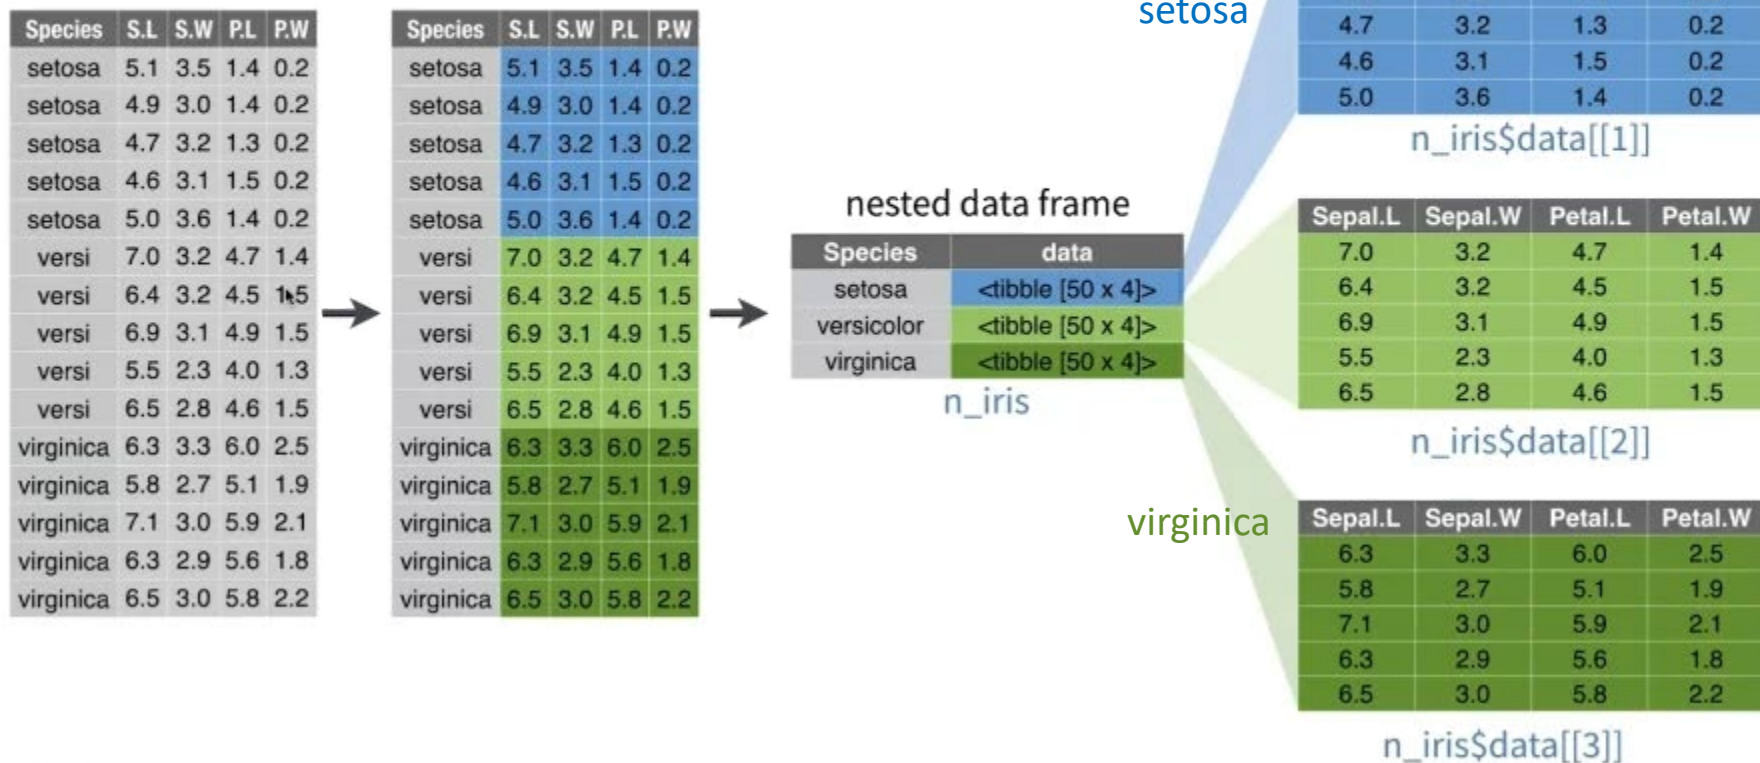 Species S.L S.W P.L P.W
setosa 5.1 3.5 1.4 0.2
setosa 4.9 3.0 1.4 0.2
setosa 4.7 3.2 1.3 0.2
setosa 4.6 3.1 1.5 0.2
setosa 5.0 3.6 1.4 0.2
versi 7.0 3.2 4.7 1.4
versi 6.4 3.2 4.5 1.5
versi 6.9 3.1 4.9 1.5
versi 5.5 2.3 4.0 1.3
versi 6.5 2.8 4.6 1.5
virginica 6.3 3.3 6.0 2.5
virginica 5.8 2.7 5.1 1.9
virginica 7.1 3.0 5.9 2.1
virginica 6.3 2.9 5.6 1.8
virginica 6.5 3.0 5.8 2.2
Species S.L S.W P.L P.W
setosa 5.1 3.5 1.4 0.2
setosa 4.9 3.0 1.4 0.2
setosa 4.7 3.2 1.3 0.2
setosa 4.6 3.1 1.5 0.2
setosa 5.0 3.6 1.4 0.2
versi 7.0 3.2 4.7 1.4
versi 6.4 3.2 4.5 1.5
versi 6.9 3.1 4.9 1.5
versi 5.5 2.3 4.0 1.3
versi 6.5 2.8 4.6 1.5
virginica 6.3 3.3 6.0 2.5
virginica 5.8 2.7 5.1 1.9
virginica 7.1 3.0 5.9 2.1
virginica 6.3 2.9 5.6 1.8
virginica 6.5 3.0 5.8 2.2
nested data frame
Species data
setosa <tibble [50 x 4]>
versicolor <tibble [50 x 4]>
virginica <tibble [50 x 4]>
n_iris
setosa
4.7 3.2 1.3 0.2
4.6 3.1 1.5 0.2
5.0 3.6 1.4 0.2
n_iris$data[[1]]
Sepal.L Sepal.W Petal.L Petal.W
7.0 3.2 4.7 1.4
6.4 3.2 4.5 1.5
6.9 3.1 4.9 1.5
5.5 2.3 4.0 1.3
6.5 2.8 4.6 1.5
n_iris$data[[2]]
virginica
Sepal.L Sepal.W Petal.L Petal.W
6.3 3.3 6.0 2.5
5.8 2.7 5.1 1.9
7.1 3.0 5.9 2.1
6.3 2.9 5.6 1.8
6.5 3.0 5.8 2.2
n_iris$data[[3]]